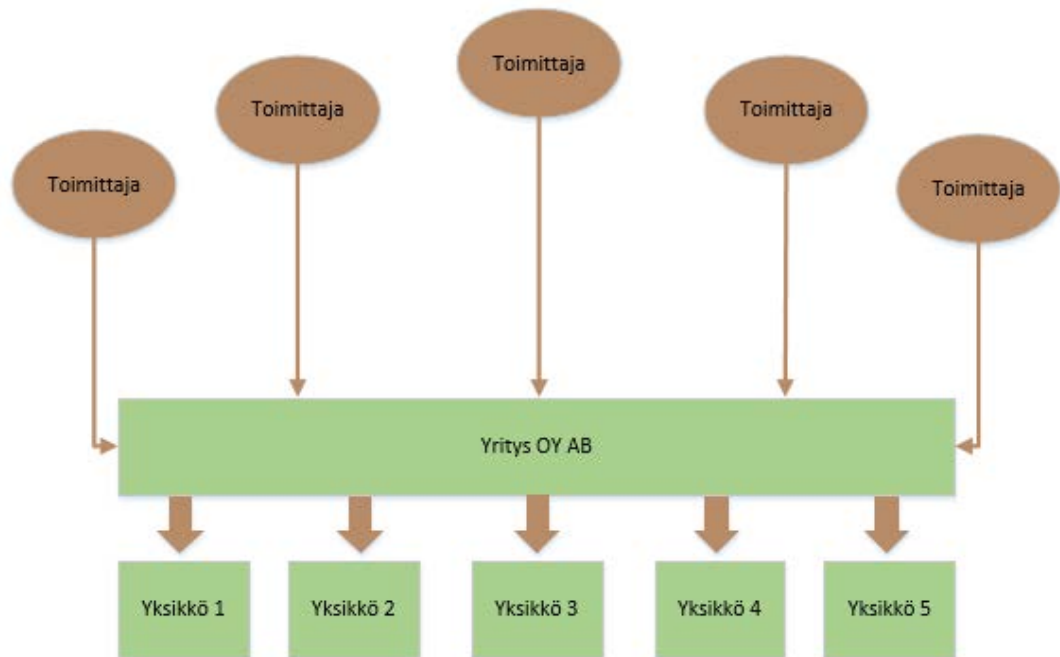 Toimittaja
Toimittaja
Toimittaja
Toimittaja
Toimittaja
Yritys OY AB
Yksikkö 1
Yksikkö 2
Yksikkö 3
Yksikkö 4
Yksikkö 5